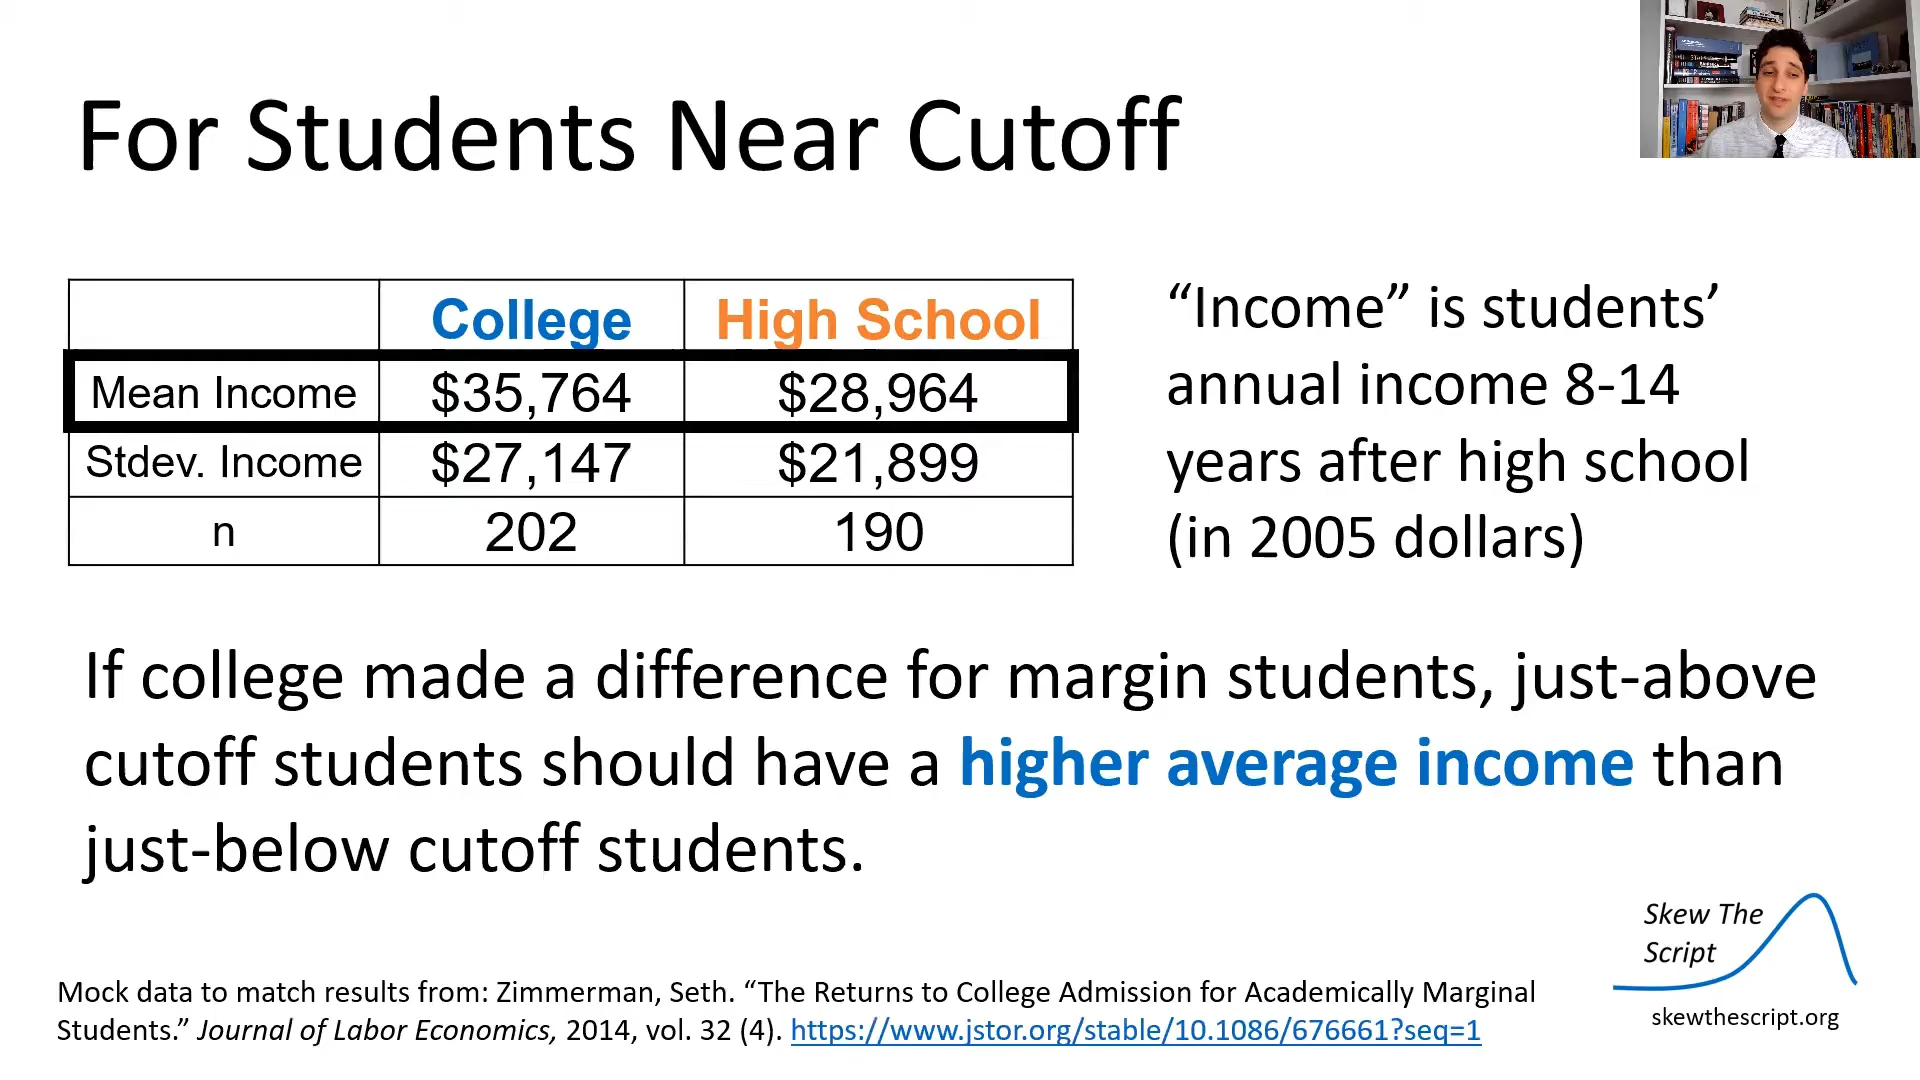 For Students Near Cutoff
College High School
Mean Income $35,764 $28,964
Stdev. Income $27,147 $21,899
n 202 190
“Income” is students’
annual income 8-14
years after high school
(in 2005 dollars)
If college made a difference for margin students, just-above
cutoff students should have a higher average income than
just-below cutoff students.
Mock data to match results from: Zimmerman, Seth. “The Returns to College Admission for Academically Marginal
Students.” Journal of Labor Economics, 2014, vol. 32 (4). https://www.jstor.org/stable/10.1086/676661?seq=1
Skew The
Script
skewthescript.org